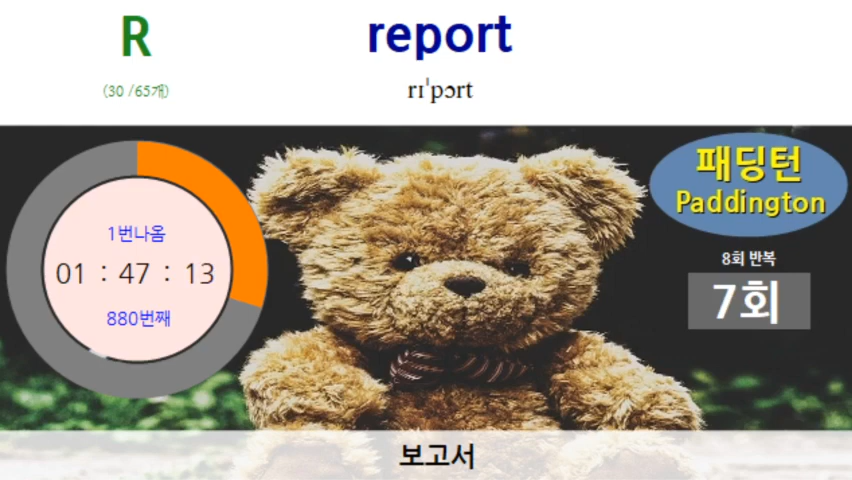 R
report
(30 /65개)
rɪˈpɔrt
패딩턴
Paddington
1번나옴
01 : 47 : 13
880번째
8회 반복
7회
보고서